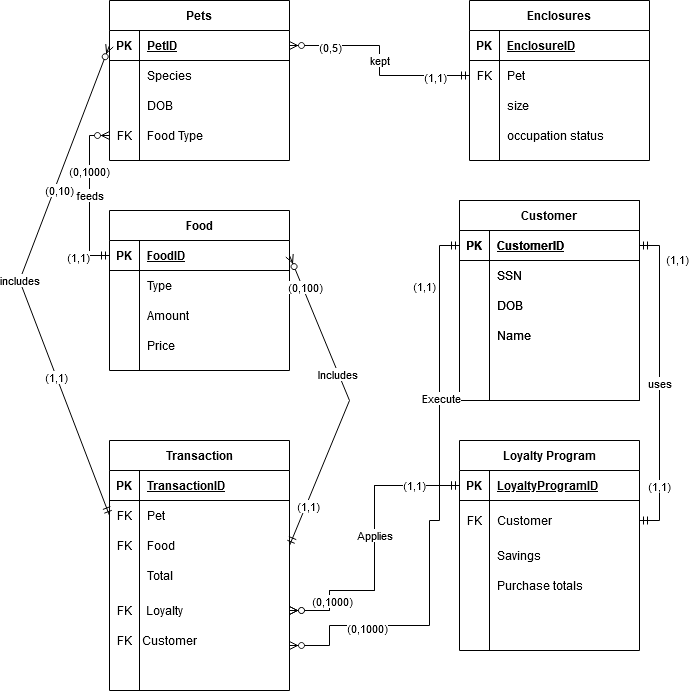 Pets
PK PetID
Species
DOB
FK Food Type
(0,5)
kept
(1,1)
Enclosures
PK EnclosureID
FK Pet
size
occupation status
(0,1000)
feeds
(1,1)
(0,10)
includes
(1,1)
Food
PK FoodID
Type
Amount
Price
(0,100)
Includes
(1,1)
Customer
PK CustomerID
SSN
DOB
Name
(1,1)
Execute
(0,1000)
(1,1)
uses
(1,1)
Transaction
PK TransactionID
FK Pet
FK Food
Total
FK Loyalty
FK Customer
(1,1)
Applies
(0,1000)
Loyalty Program
PK LoyaltyProgramID
FK Customer
Savings
Purchase totals